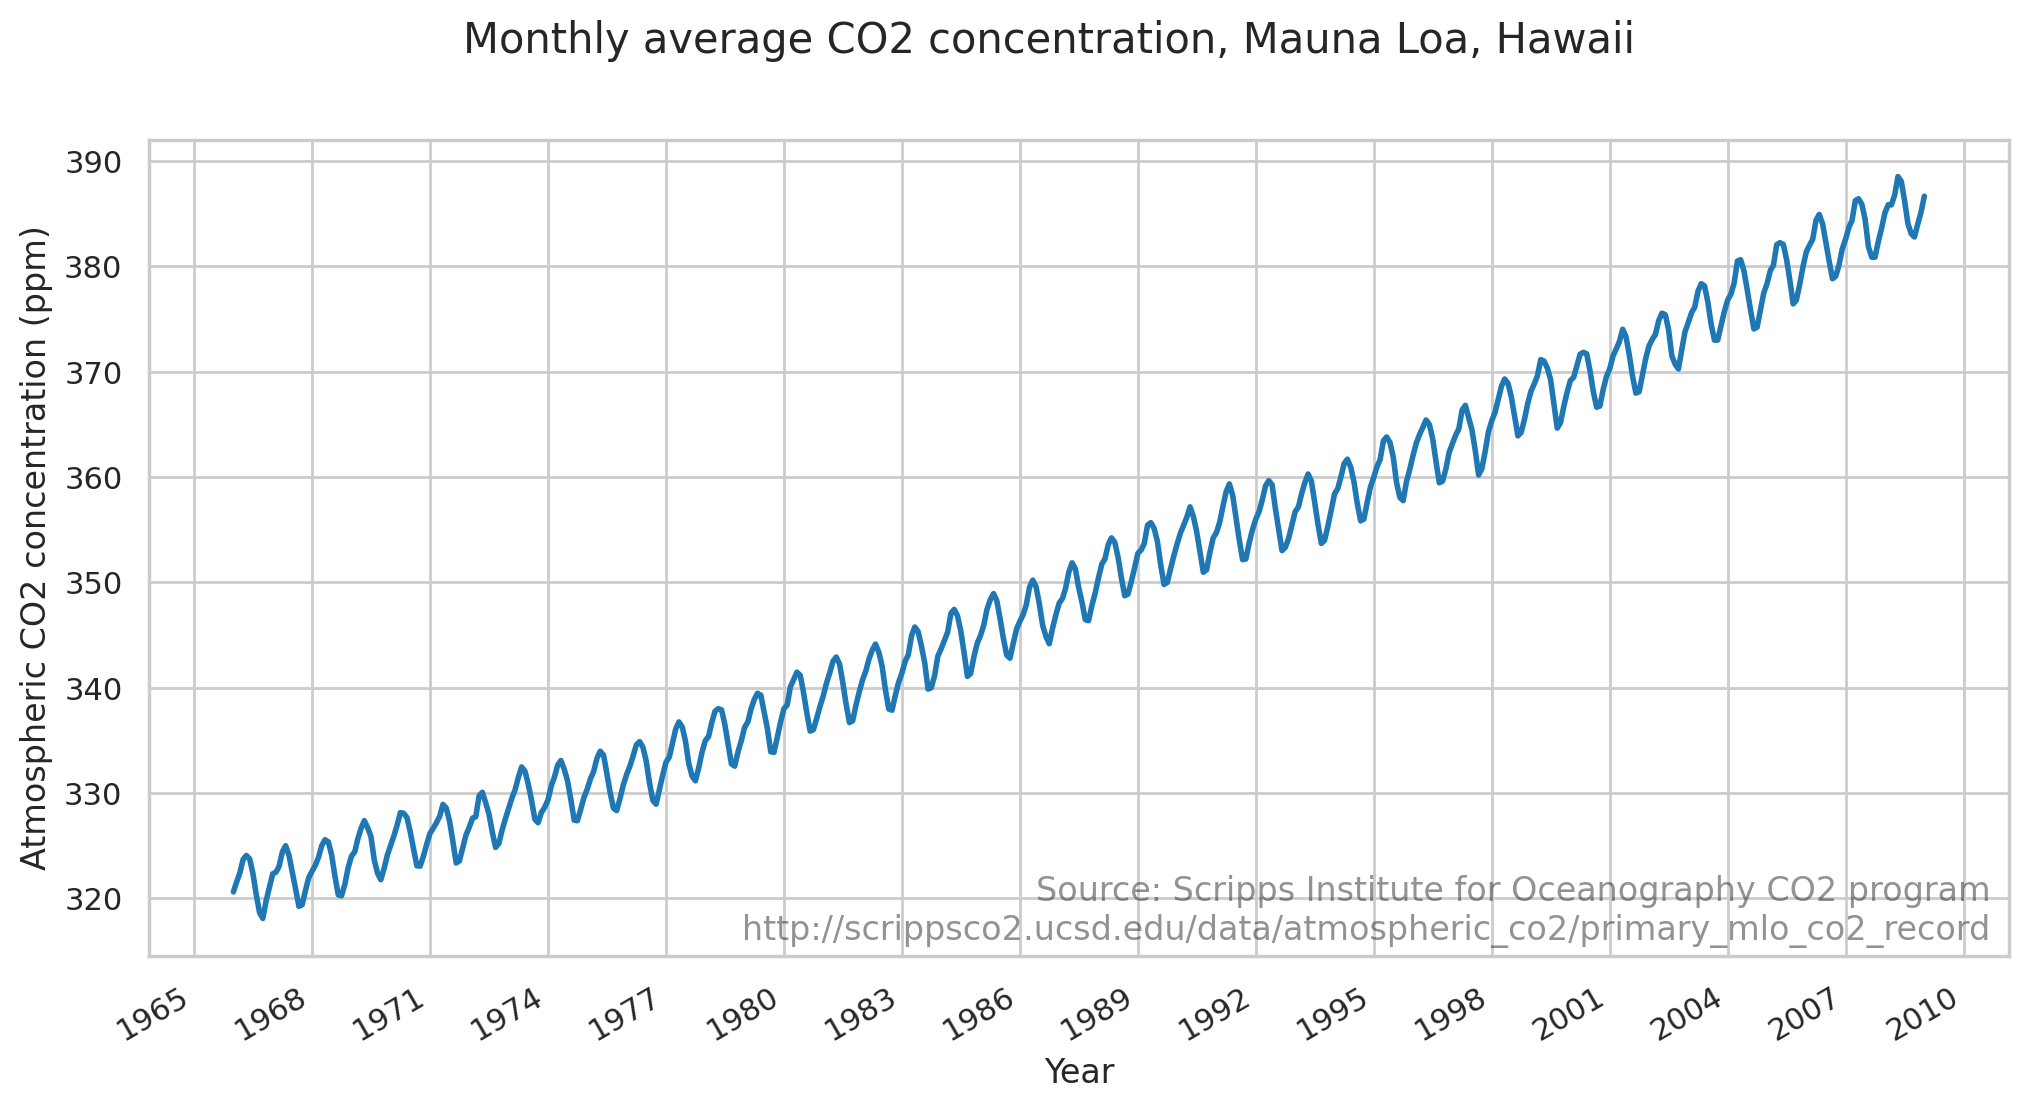 Monthly average CO2 concentration, Mauna Loa, Hawaii
Atmospheric CO2 concentration (ppm)
390
380
370
360
350
340
330
320
Source: Scripps Institute for Oceanography CO2 program
http://scrippsco2.ucsd.edu/data/atmospheric_co2/primary_mlo_co2_record
1965 1968 1971 1974 1977 1980 1983 1986 1989 1992 1995 1998 2001 2004 2007 2010
Year